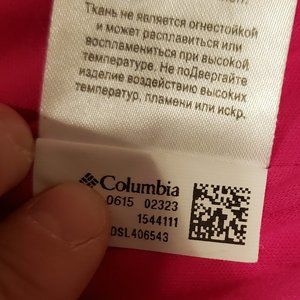 Ткань не является огнестойкой
и может расплавиться или
воспламениться при высокой
температуре. Не подвергайте
изделие воздействию высоких
температур, пламени или искр.
Columbia
0615 02323
1544111
DSL406543